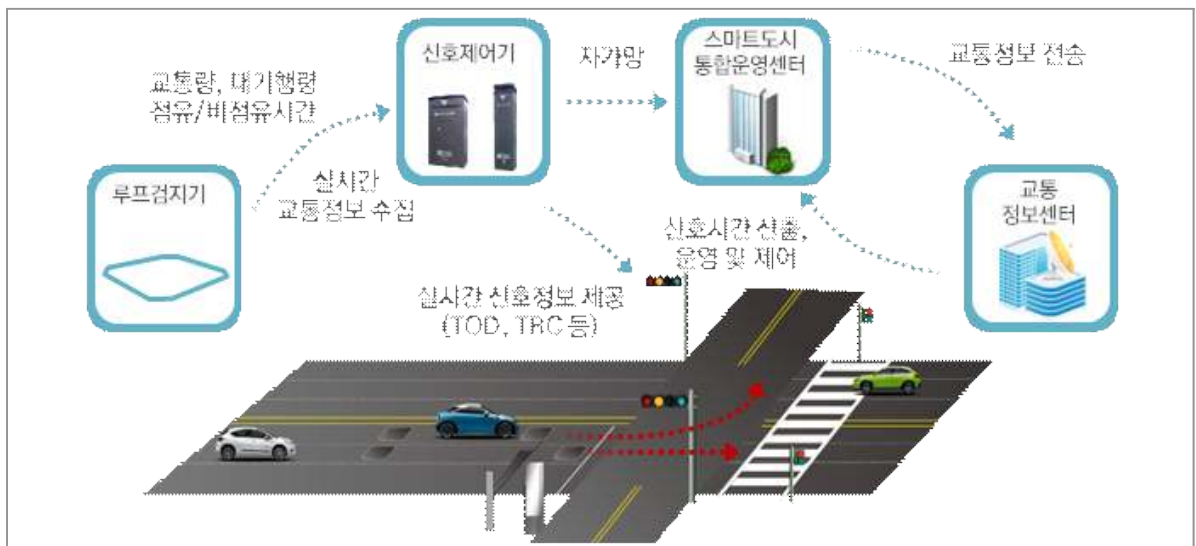 루프검지기
교통량, 대기행렬
점유/비점유시간
실시간
교통정보 수집
신호제어기
자가망
스마트도시
통합운영센터
교통정보 전송
교통
정보센터
신호시간 산출,
운영 및 제어
실시간 신호정보 제공
(TOD, TRC 등)